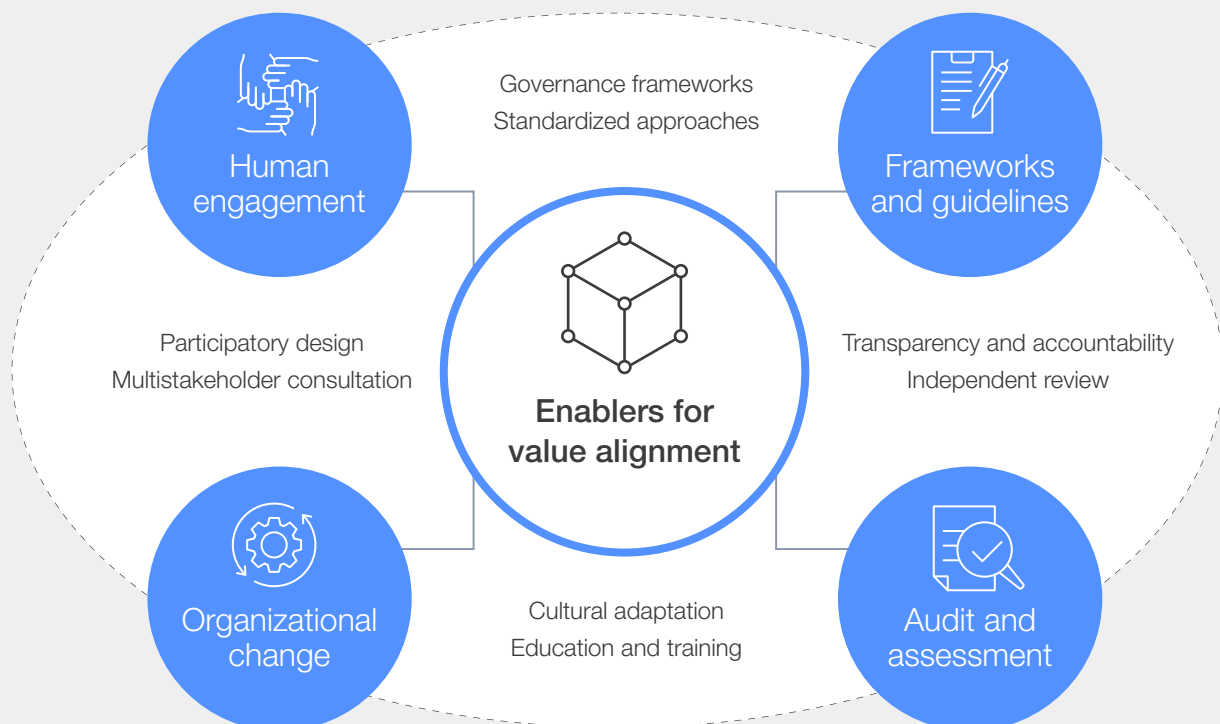 Governance frameworks
Standardized approaches
Human
engagement
Frameworks
and guidelines
Participatory design
Multistakeholder consultation
Enablers for
value alignment
Transparency and accountability
Independent review
Organizational
change
Cultural adaptation
Education and training
Audit and
assessment